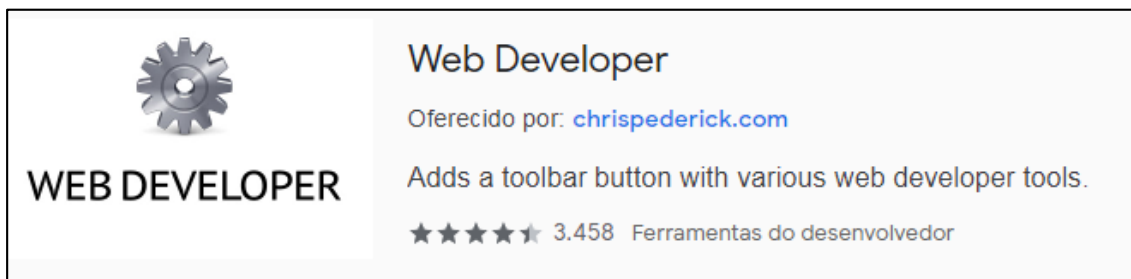 WEB DEVELOPER
Web Developer
Oferecido por: chrispederick.com
Adds a toolbar button with various web developer tools.
3.458 Ferramentas do desenvolvedor